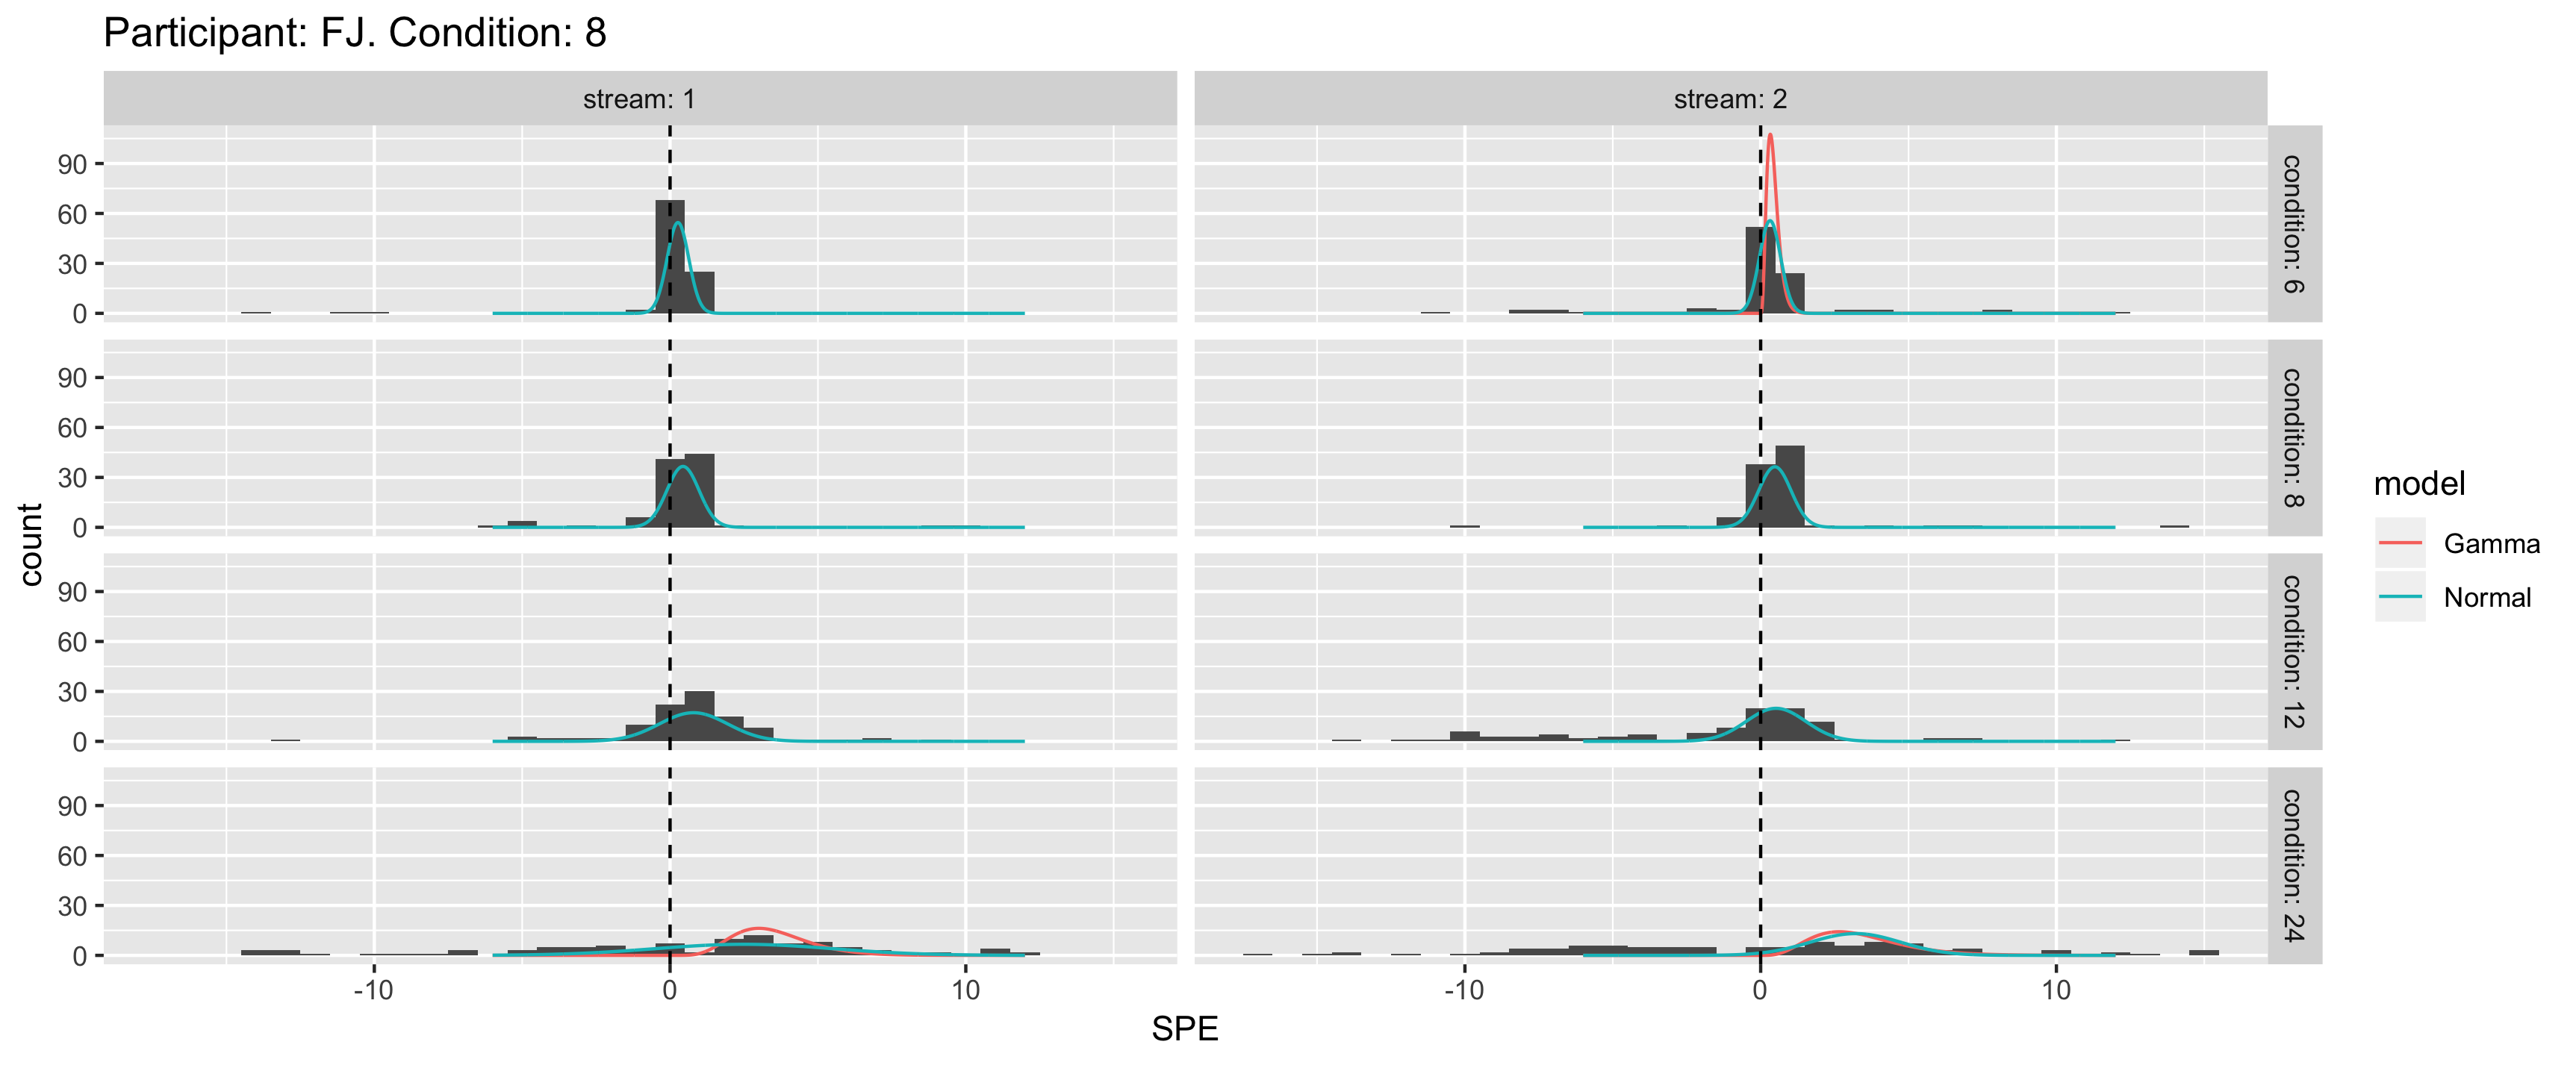 Participant: FJ. Condition: 8
stream: 1
stream: 2
90
60
30
0
condition: 6
90
60
30
0
condition: 8
90
60
30
0
condition: 12
90
60
30
0
condition: 24
count
-10
0
10
-10
0
10
SPE
model
Gamma
Normal